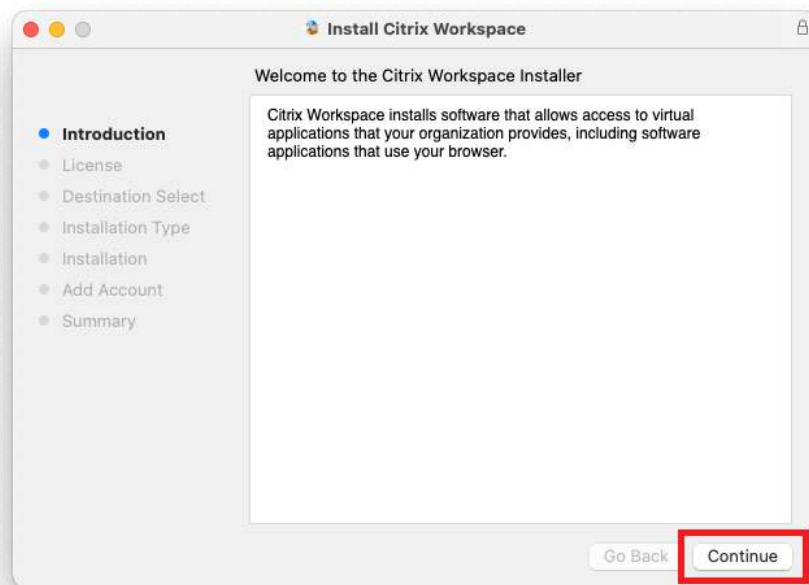 Install Citrix Workspace
Welcome to the Citrix Workspace Installer
Introduction
License
Destination Select
Installation Type
Installation
Add Account
Summary
Citrix Workspace installs software that allows access to virtual
applications that your organization provides, including software
applications that use your browser.
Go Back
Continue